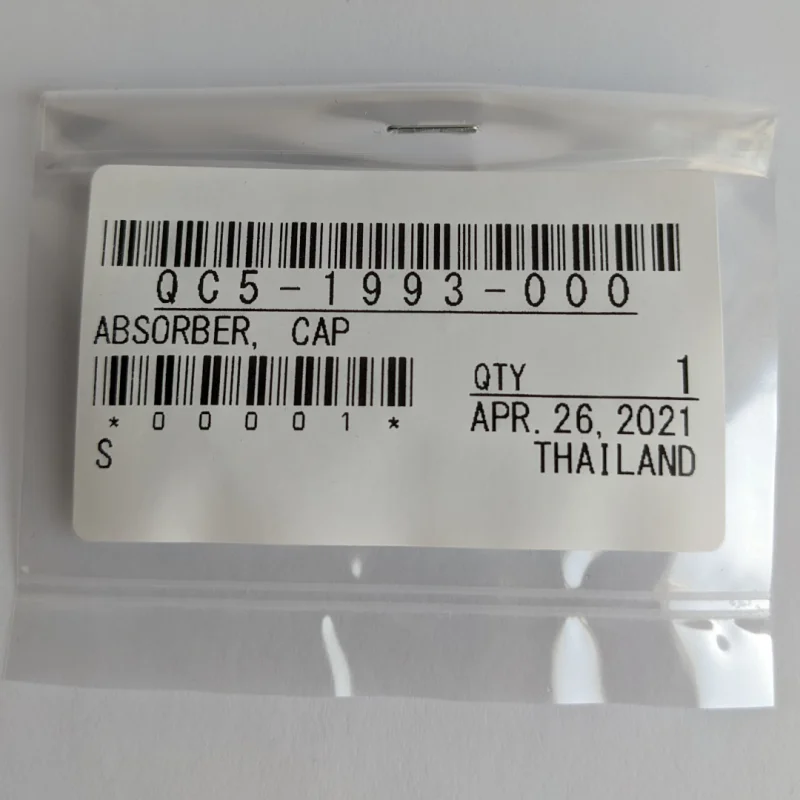 QC5-1993-000
ABSORBER, CAP
*00001*
QTY 1
APR. 26, 2021
S
THAILAND